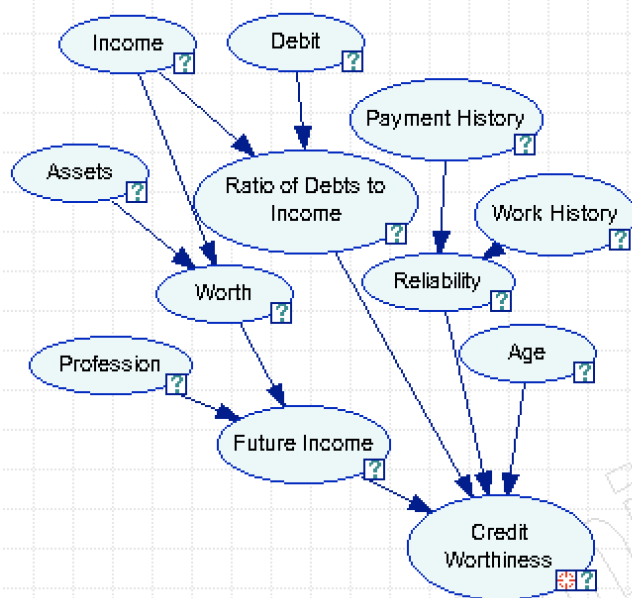 Income
Debit
Payment History
Assets
Ratio of Debts to
Income
Work History
Reliability
Worth
Age
Profession
Future Income
Credit
Worthiness